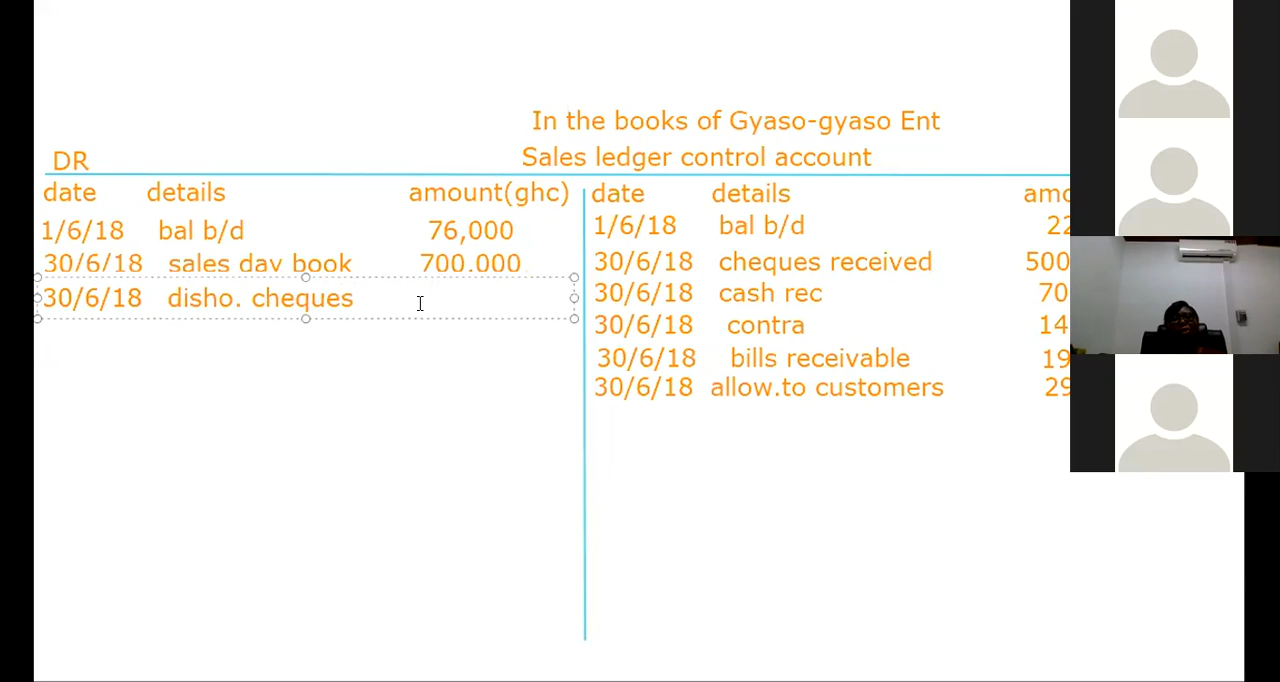 In the books of Gyaso-gyaso Ent
DR Sales ledger control account
date details amount(ghc) date details
1/6/18 bal b/d 76,000 1/6/18 bal b/d
30/6/18 sales day book 700.000 30/6/18 cheques received
30/6/18 disho. cheques 30/6/18 cash rec
30/6/18 contra
30/6/18 bills receivable
30/6/18 allow.to customers